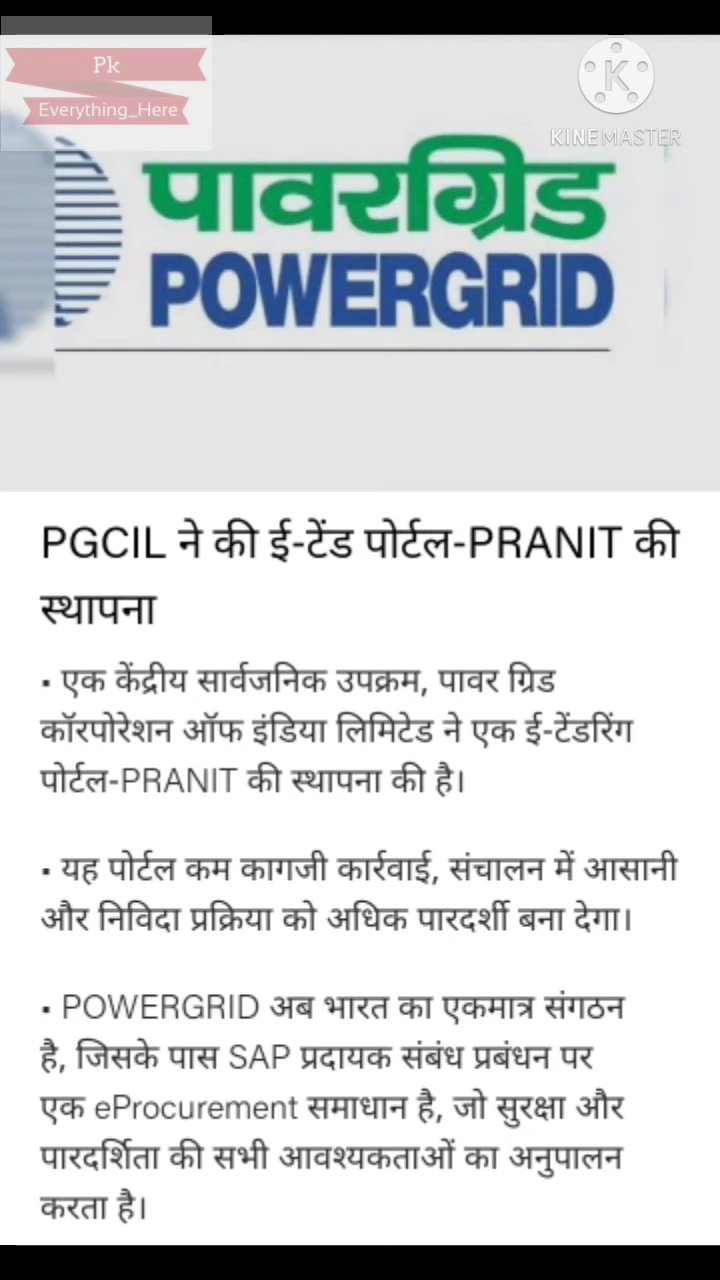 Pk
Everything_Here
K
KINEMASTER
पावरग्रिड
POWERGRID
PGCIL ने की ई-टेंड पोर्टल-PRANIT की
स्थापना
• एक केंद्रीय सार्वजनिक उपक्रम, पावर ग्रिड
कॉरपोरेशन ऑफ इंडिया लिमिटेड ने एक ई-टेंडरिंग
पोर्टल-PRANIT की स्थापना की है।
• यह पोर्टल कम कागजी कार्रवाई, संचालन में आसानी
और निविदा प्रक्रिया को अधिक पारदर्शी बना देगा।
• POWERGRID अब भारत का एकमात्र संगठन
है, जिसके पास SAP प्रदायक संबंध प्रबंधन पर
एक eProcurement समाधान है, जो सुरक्षा और
पारदर्शिता की सभी आवश्यकताओं का अनुपालन
करता है।